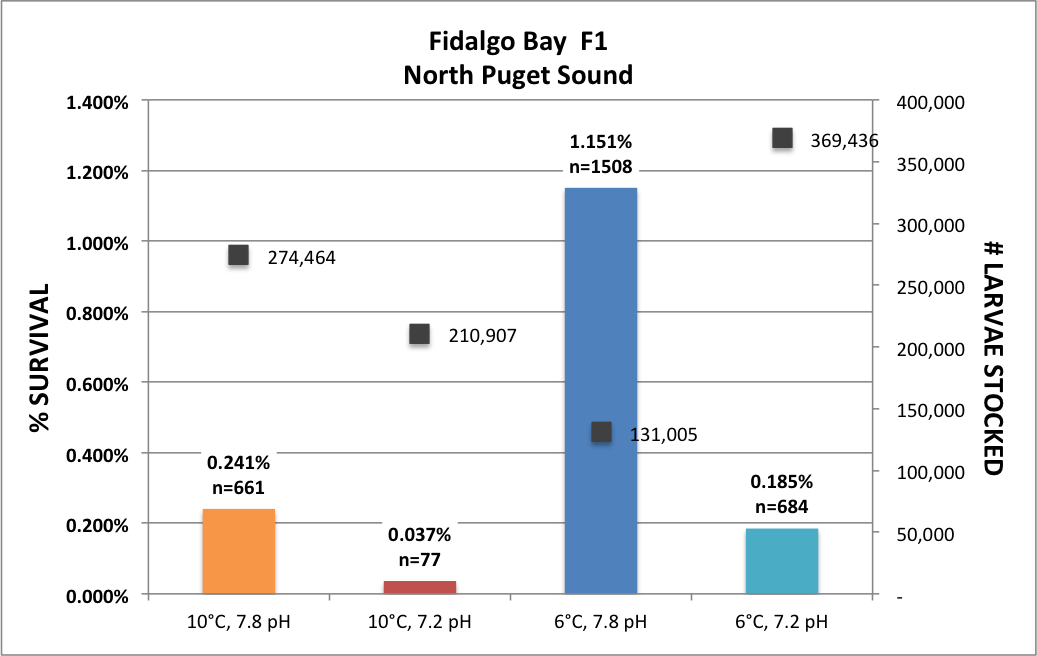 Fidalgo Bay  F1
North Puget Sound
% SURVIVAL
1.400%
1.200%
1.000%
0.800%
0.600%
0.400%
0.200%
0.000%
0.241%
n=661
0.037%
n=77
1.151%
n=1508
0.185%
n=684
274,464
210,907
131,005
369,436
400,000
350,000
300,000
250,000
200,000
150,000
100,000
50,000
-
# LARVAE STOCKED
10°C, 7.8 pH
10°C, 7.2 pH
6°C, 7.8 pH
6°C, 7.2 pH